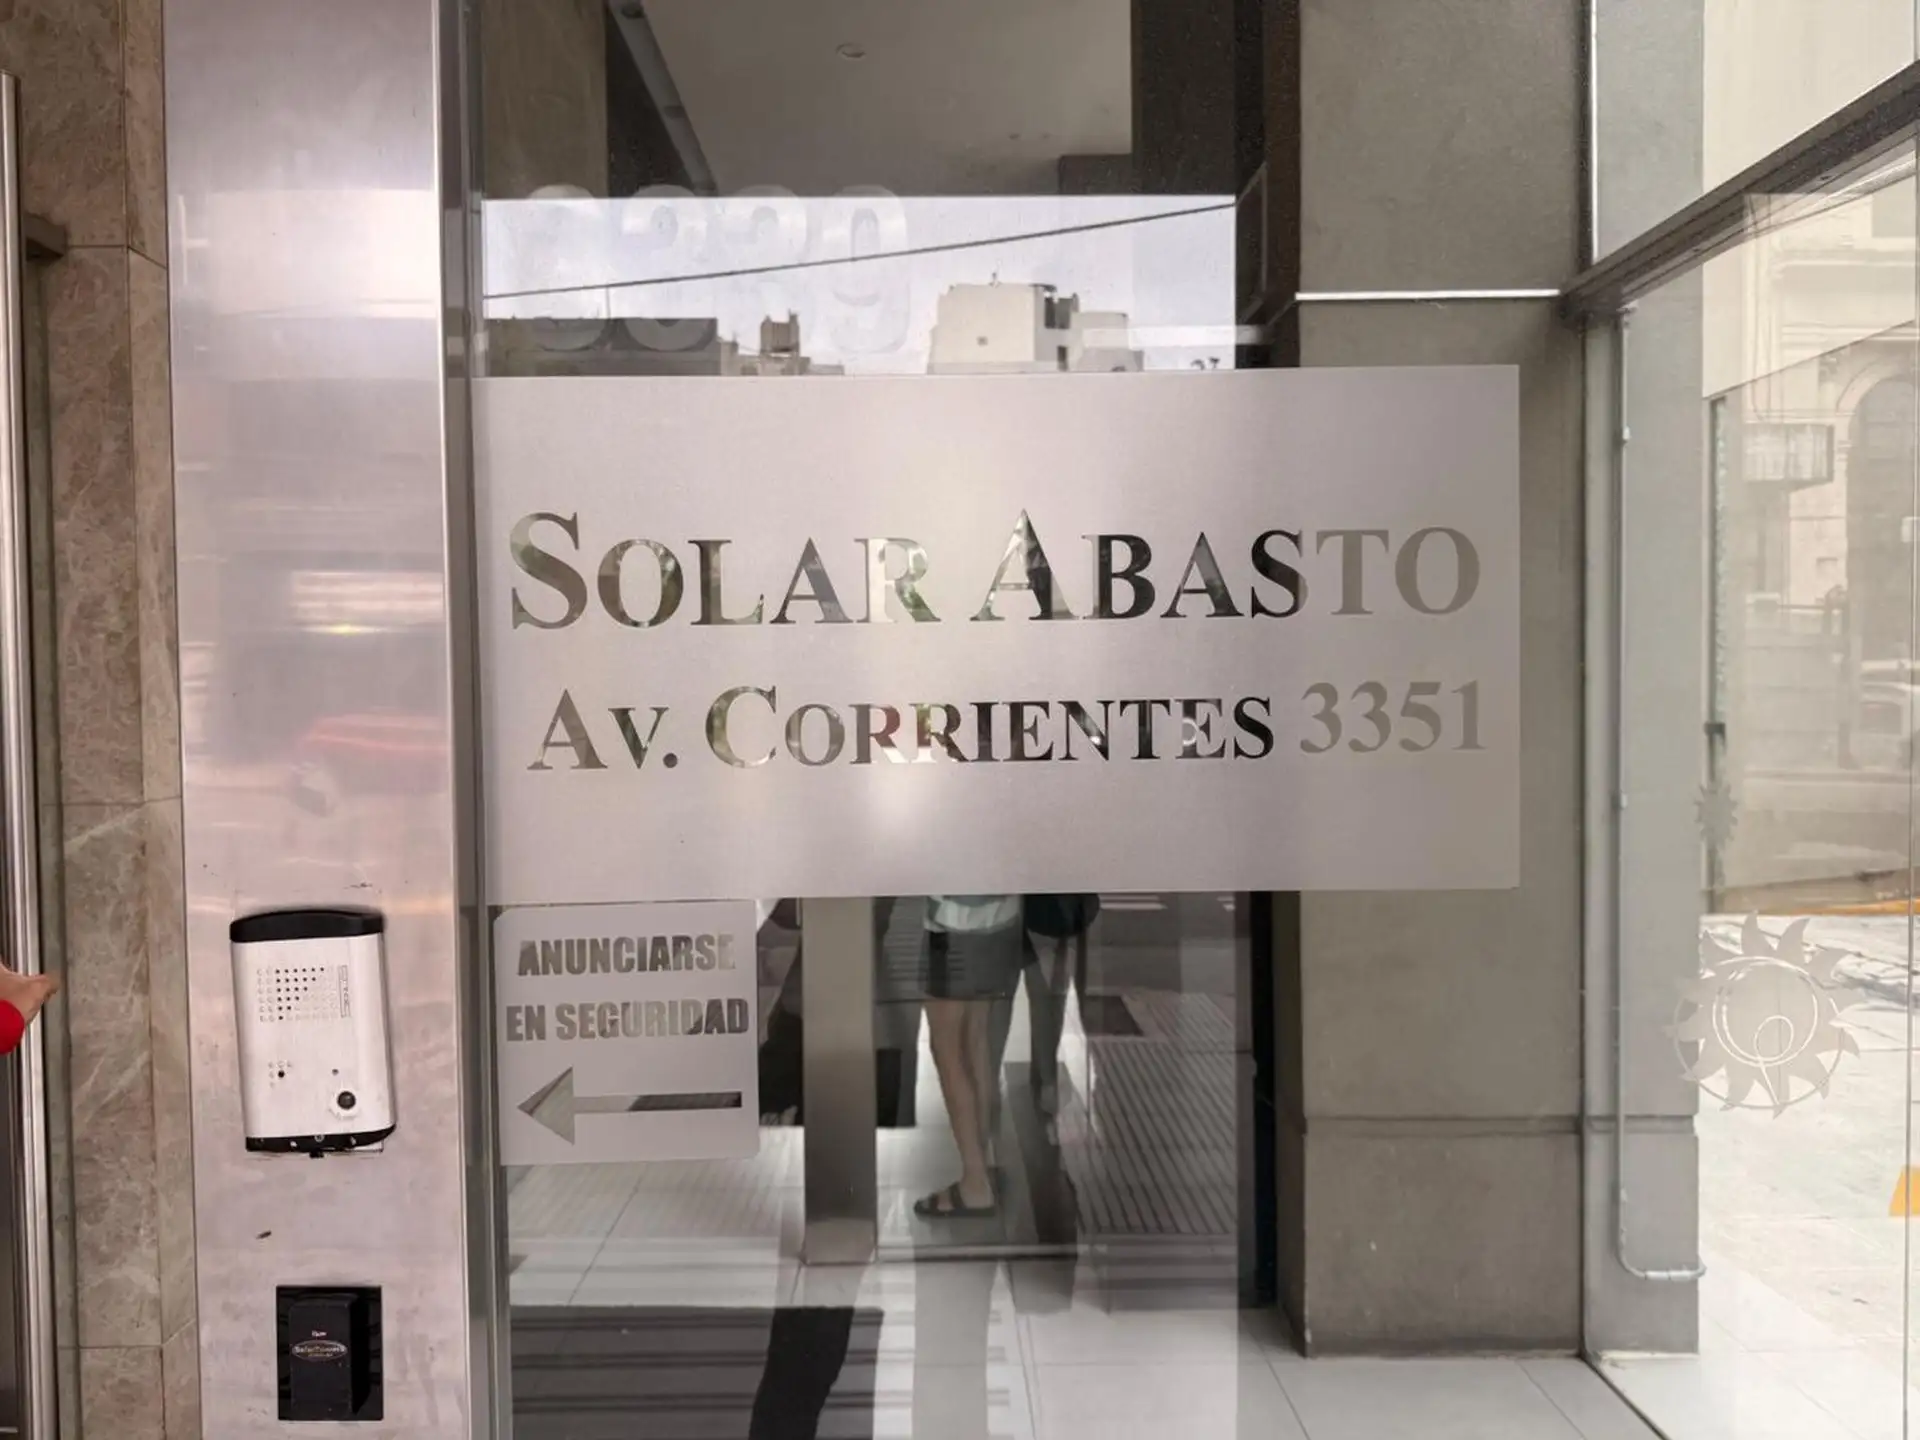 SOLAR ABASTO
AV. CORRIENTES 3351
ANUNCIARSE
EN SEGURIDAD